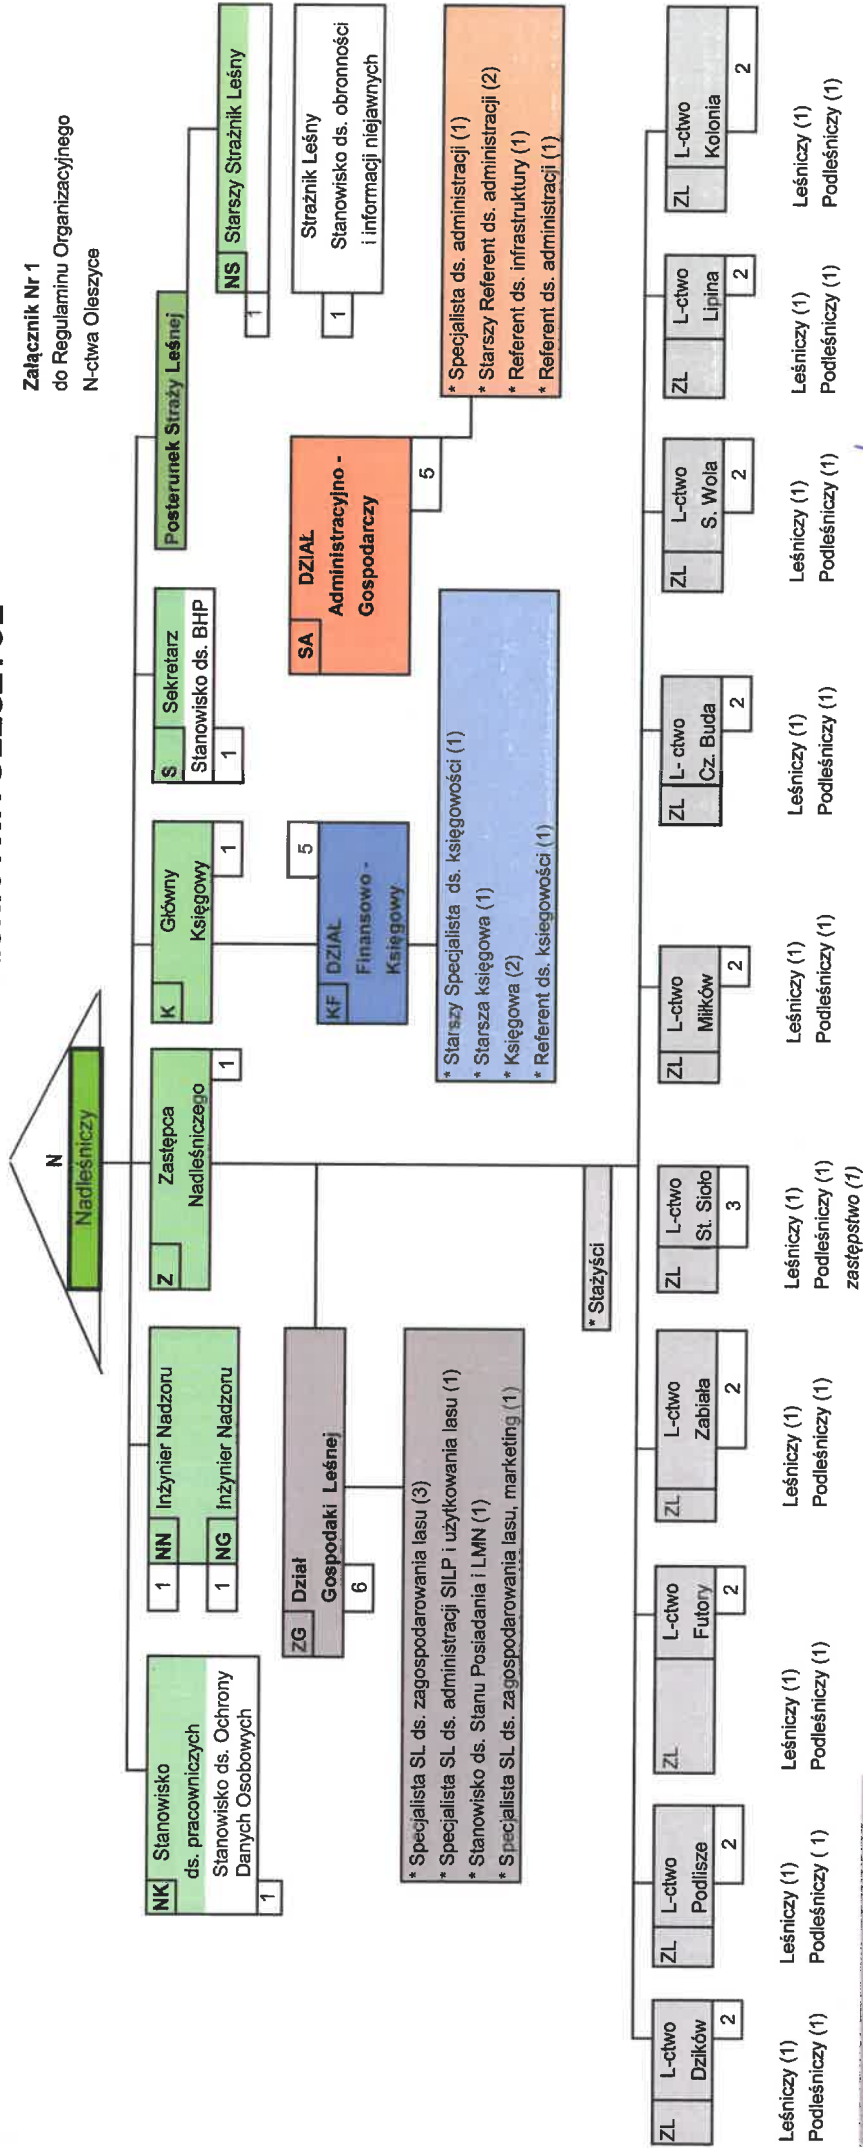 Załącznik Nr 1
do Regulaminu Organizacyjnego
N-ctwa Oleszyce
N
Nadleśniczy
NK Stanowisko
ds. pracowniczych
Stanowisko ds. Ochrony
Danych Osobowych
1
1 NN Inżynier Nadzoru
1 NG Inżynier Nadzoru
Z Zastępca
Nadleśniczego
1
K Główny
Księgowy
1
S Sekretarz
Stanowisko ds. BHP
1
Posterunek Straży Leśnej
NS Starszy Strażnik Leśny
1
Strażnik Leśny
Stanowisko ds. obronności
i informacji niejawnych
1
ZG Dział
Gospodaki Leśnej
6
* Specjalista SL ds. zagospodarowania lasu (3)
* Specjalista SL ds. administracji SILP i użytkowania lasu (1)
* Stanowisko ds. Stanu Posiadania i LMN (1)
* Specjalista SL ds. zagospodarowania lasu, marketing (1)
5
KF DZIAŁ
Finansowo -
Księgowy
* Starszy Specjalista ds. księgowości (1)
* Starsza księgowa (1)
* Księgowa (2)
* Referent ds. ksiegowości (1)
SA DZIAŁ
Administracyjno -
Gospodarczy
5
* Specjalista ds. administracji (1)
* Starszy Referent ds. administracji (2)
* Referent ds. infrastruktury (1)
* Referent ds. administracji (1)
* Stażyści
ZL L-ctwo
Dzików
2
Leśniczy (1)
Podleśniczy (1)
ZL L-ctwo
Podlisze
2
Leśniczy (1)
Podleśniczy ( 1)
ZL L-ctwo
Futory
2
Leśniczy (1)
Podleśniczy (1)
ZL L-ctwo
Zabiała
2
Leśniczy (1)
Podleśniczy (1)
ZL L-ctwo
St. Sioło
3
Leśniczy (1)
Podleśniczy (1)
zastępstwo (1)
ZL L-ctwo
Miłków
2
Leśniczy (1)
Podleśniczy (1)
ZL L- ctwo
Cz. Buda
2
Leśniczy (1)
Podleśniczy (1)
ZL L-ctwo
S. Wola
2
Leśniczy (1)
Podleśniczy (1)
ZL L-ctwo
Lipina
2
Leśniczy (1)
Podleśniczy (1)
ZL L-ctwo
Kolonia
2
Leśniczy (1)
Podleśniczy (1)